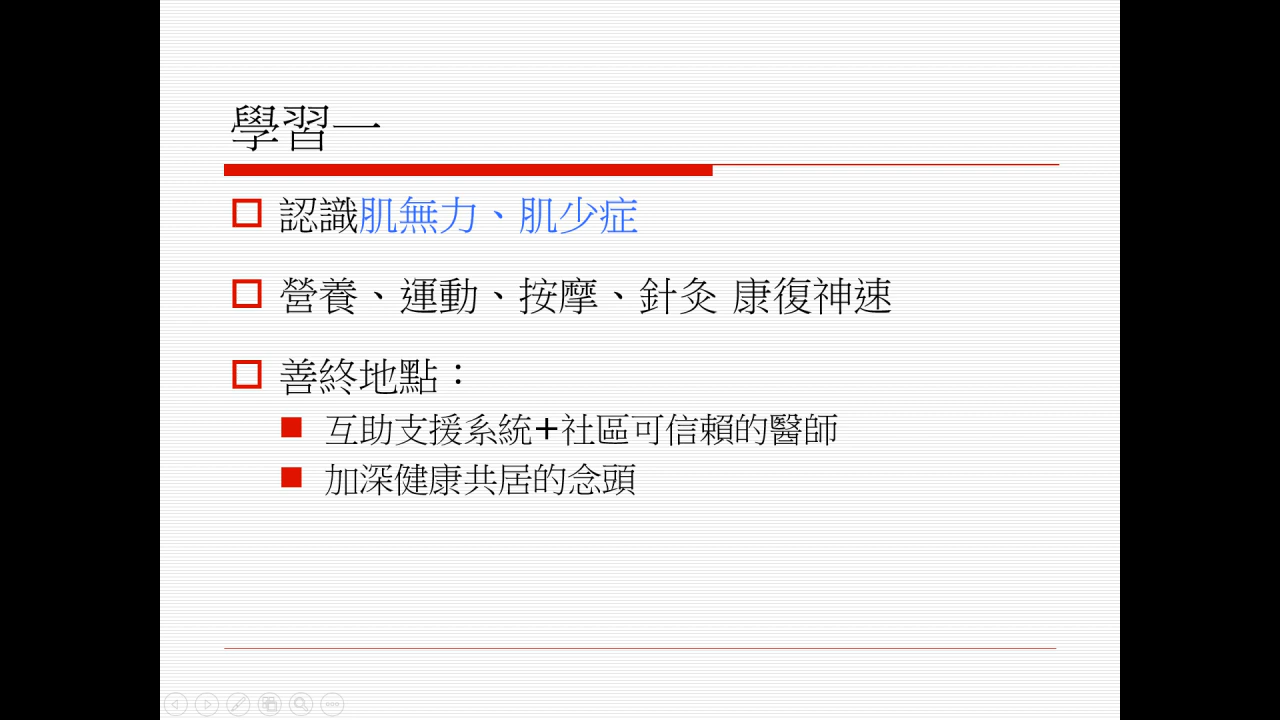 學習一
認識肌無力、肌少症
營養、運動、按摩、針灸 康復神速
善終地點：
互助支援系統+社區可信賴的醫師
加深健康共居的念頭